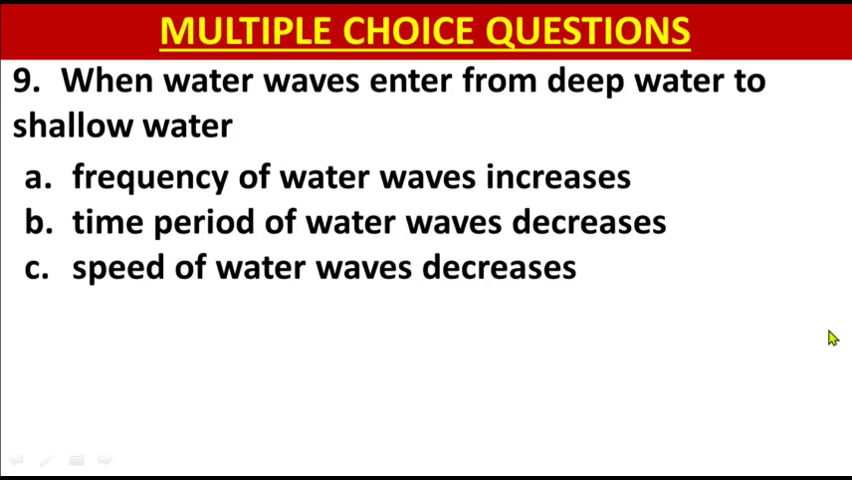 MULTIPLE CHOICE QUESTIONS
9. When water waves enter from deep water to
shallow water
a. frequency of water waves increases
b. time period of water waves decreases
c. speed of water waves decreases